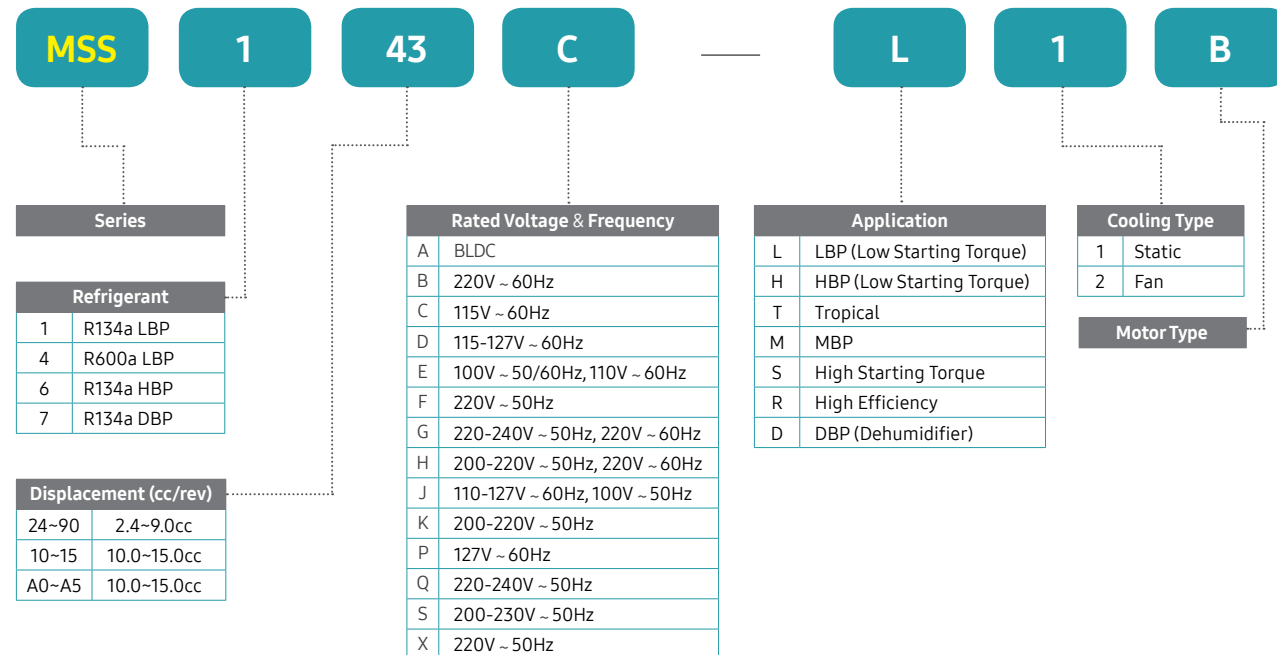 MSS 1 43 C — L 1 B
Series
Refrigerant
1 R134a LBP
4 R600a LBP
6 R134a HBP
7 R134a DBP
Displacement (cc/rev)
24~90 2.4~9.0cc
10~15 10.0~15.0cc
A0~A5 10.0~15.0cc
Rated Voltage & Frequency
A BLDC
B 220V ~ 60Hz
C 115V ~ 60Hz
D 115-127V ~ 60Hz
E 100V ~ 50/60Hz, 110V ~ 60Hz
F 220V ~ 50Hz
G 220-240V ~ 50Hz, 220V ~ 60Hz
H 200-220V ~ 50Hz, 220V ~ 60Hz
J 110-127V ~ 60Hz, 100V ~ 50Hz
K 200-220V ~ 50Hz
P 127V ~ 60Hz
Q 220-240V ~ 50Hz
S 200-230V ~ 50Hz
X 220V ~ 50Hz
Application
L LBP (Low Starting Torque)
H HBP (Low Starting Torque)
T Tropical
M MBP
S High Starting Torque
R High Efficiency
D DBP (Dehumidifier)
Cooling Type
1 Static
2 Fan
Motor Type